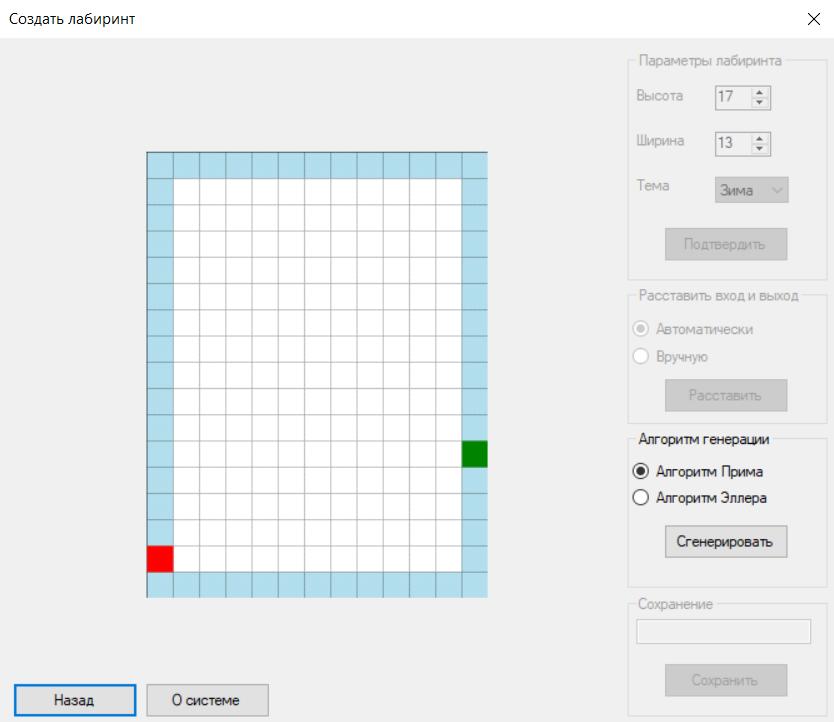 Создать лабиринт
Параметры лабиринта
Высота 17
Ширина 13
Тема Зима
Подтвердить
Расставить вход и выход
Автоматически
Вручную
Расставить
Алгоритм генерации
Алгоритм Прима
Алгоритм Эллера
Сгенерировать
Сохранение
Сохранить
Назад О системе